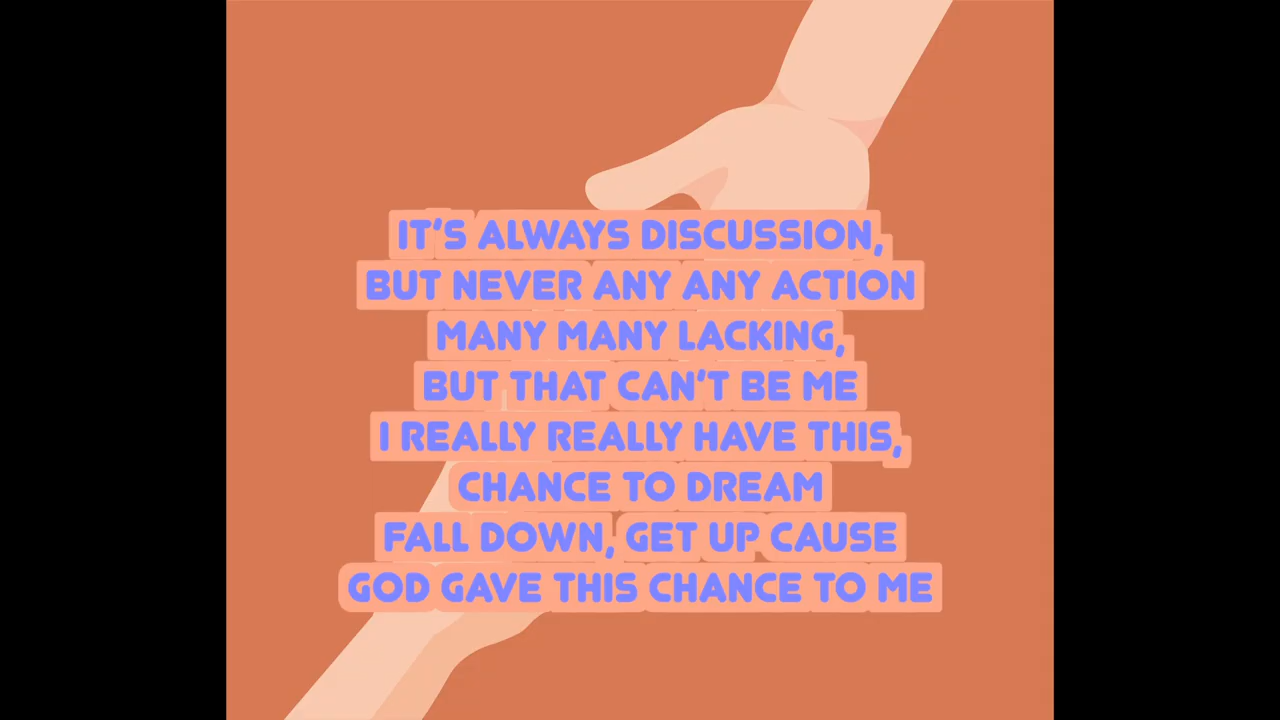 IT'S ALWAYS DISCUSSION,
BUT NEVER ANY ANY ACTION
MANY MANY LACKING,
BUT THAT CAN'T BE ME
I REALLY REALLY HAVE THIS,
CHANCE TO DREAM
FALL DOWN, GET UP CAUSE
GOD GAVE THIS CHANCE TO ME